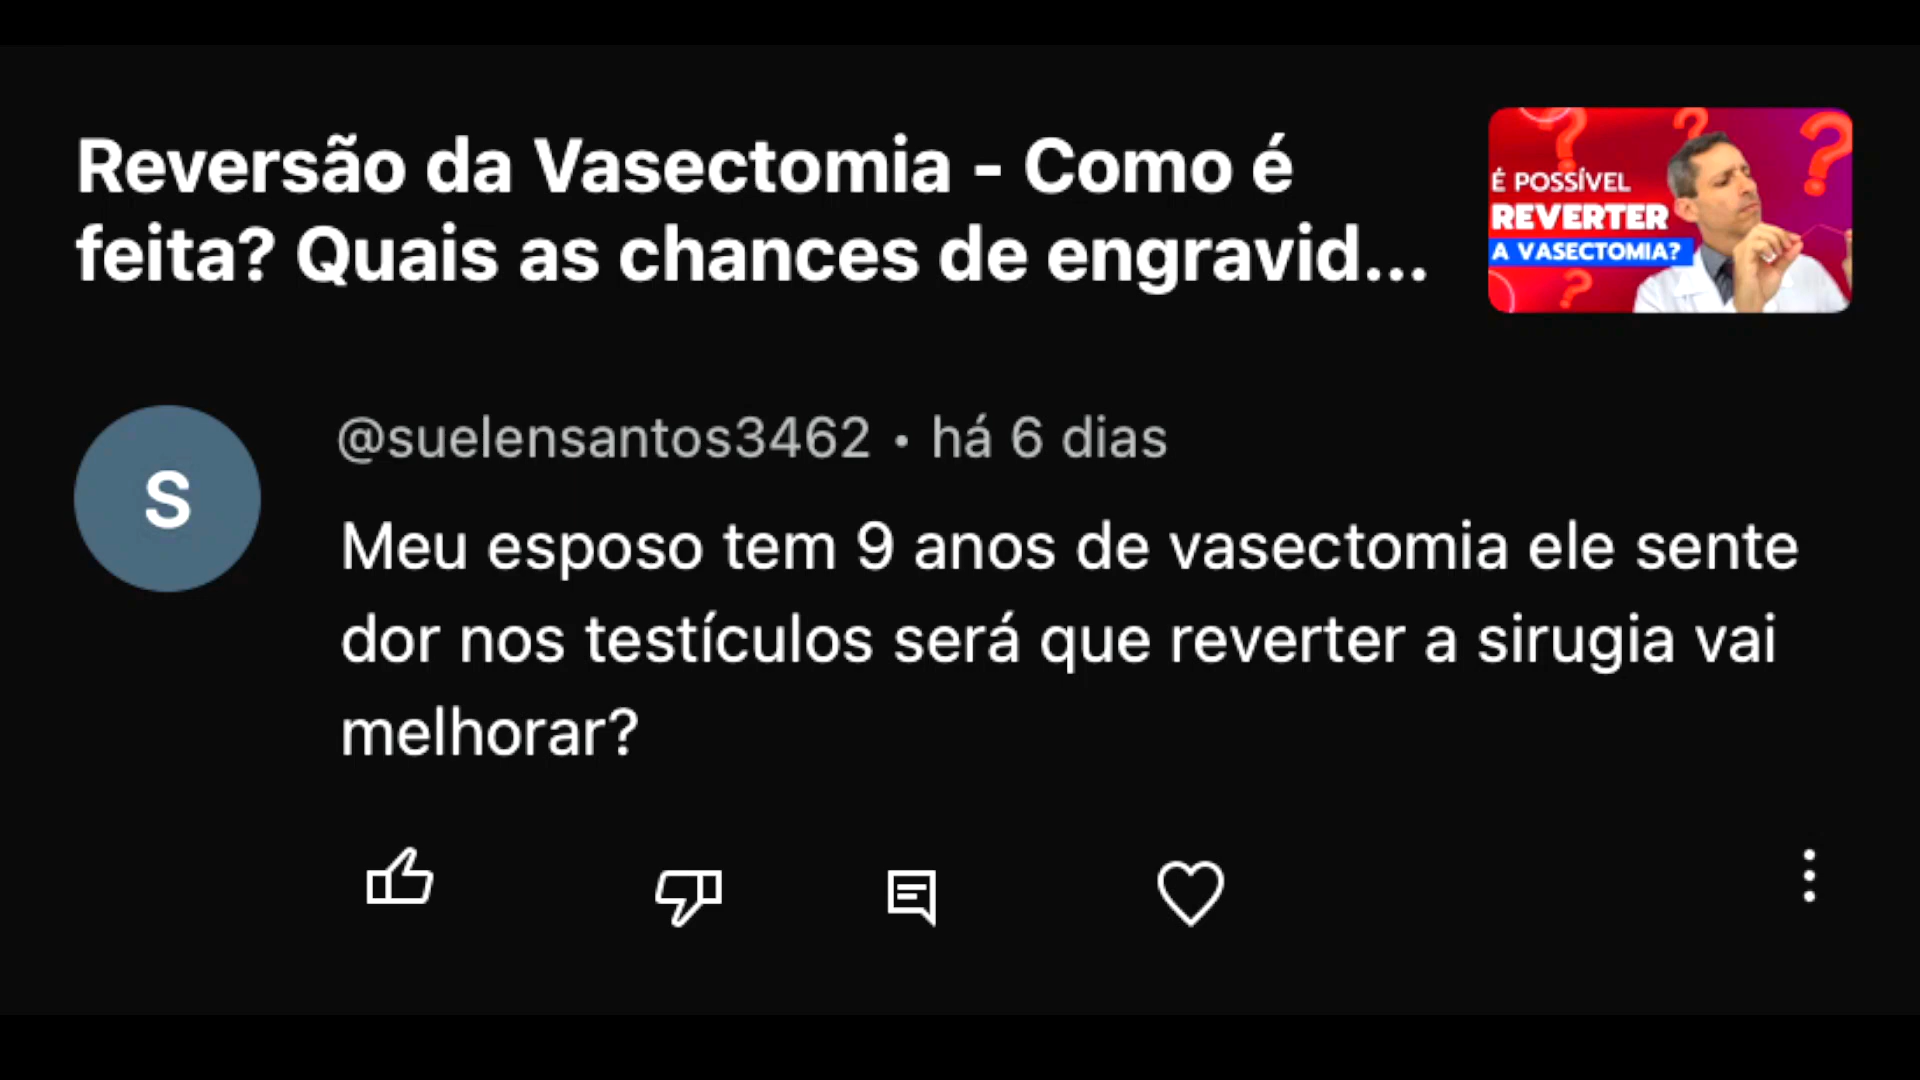 Reversão da Vasectomia - Como é
feita? Quais as chances de engravid...
É POSSÍVEL
REVERTER
A VASECTOMIA?
S
@suelensantos3462 • há 6 dias
Meu esposo tem 9 anos de vasectomia ele sente
dor nos testículos será que reverter a sirugia vai
melhorar?